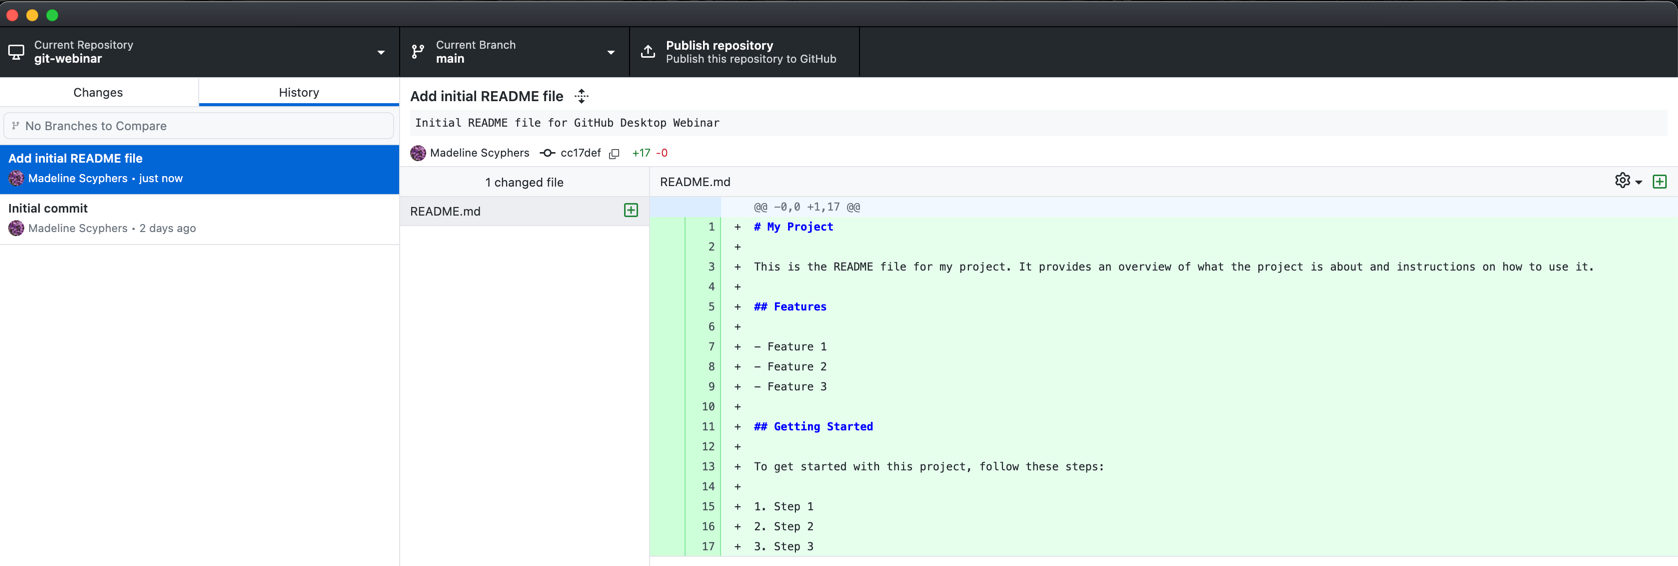 Current Repository
git-webinar
Current Branch
main
Publish repository
Publish this repository to GitHub
Changes
History
No Branches to Compare
Add initial README file
Madeline Scyphers • just now
Initial commit
Madeline Scyphers • 2 days ago
Add initial README file
Initial README file for GitHub Desktop Webinar
Madeline Scyphers cc17def +17 -0
1 changed file
README.md
README.md
@@ -0,0 +1,17 @@
1 + # My Project
2 +
3 + This is the README file for my project. It provides an overview of what the project is about and instructions on how to use it.
4 +
5 + ## Features
6 +
7 + - Feature 1
8 + - Feature 2
9 + - Feature 3
10 +
11 + ## Getting Started
12 +
13 + To get started with this project, follow these steps:
14 +
15 + 1. Step 1
16 + 2. Step 2
17 + 3. Step 3